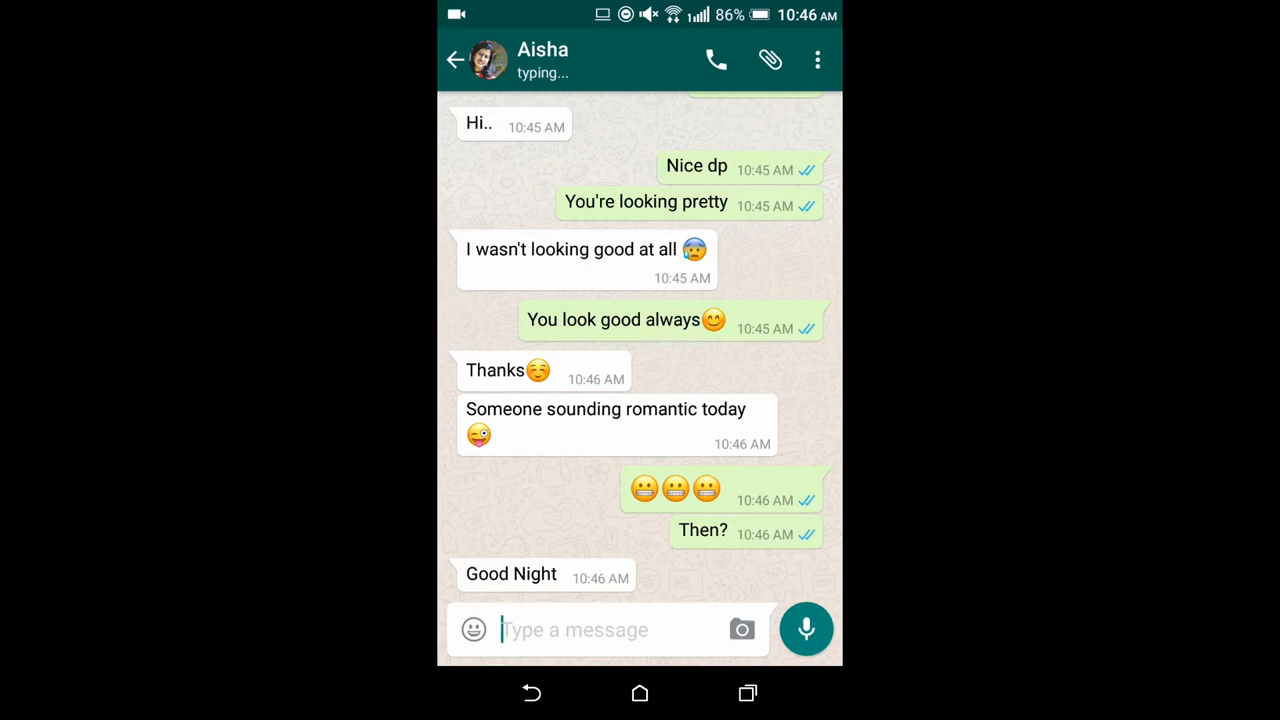 86% 10:46 AM
Aisha
typing...
Hi.. 10:45 AM
Nice dp 10:45 AM
You're looking pretty 10:45 AM
I wasn't looking good at all 😰
10:45 AM
You look good always😊 10:45 AM
Thanks☺️ 10:46 AM
Someone sounding romantic today
😜 10:46 AM
😬😬😬 10:46 AM
Then? 10:46 AM
Good Night 10:46 AM
Type a message